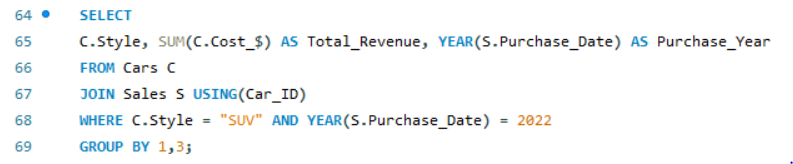 64 SELECT
65 C.Style, SUM(C.Cost_$) AS Total_Revenue, YEAR(S.Purchase_Date) AS Purchase_Year
66 FROM Cars C
67 JOIN Sales S USING(Car_ID)
68 WHERE C.Style = "SUV" AND YEAR(S.Purchase_Date) = 2022
69 GROUP BY 1,3;